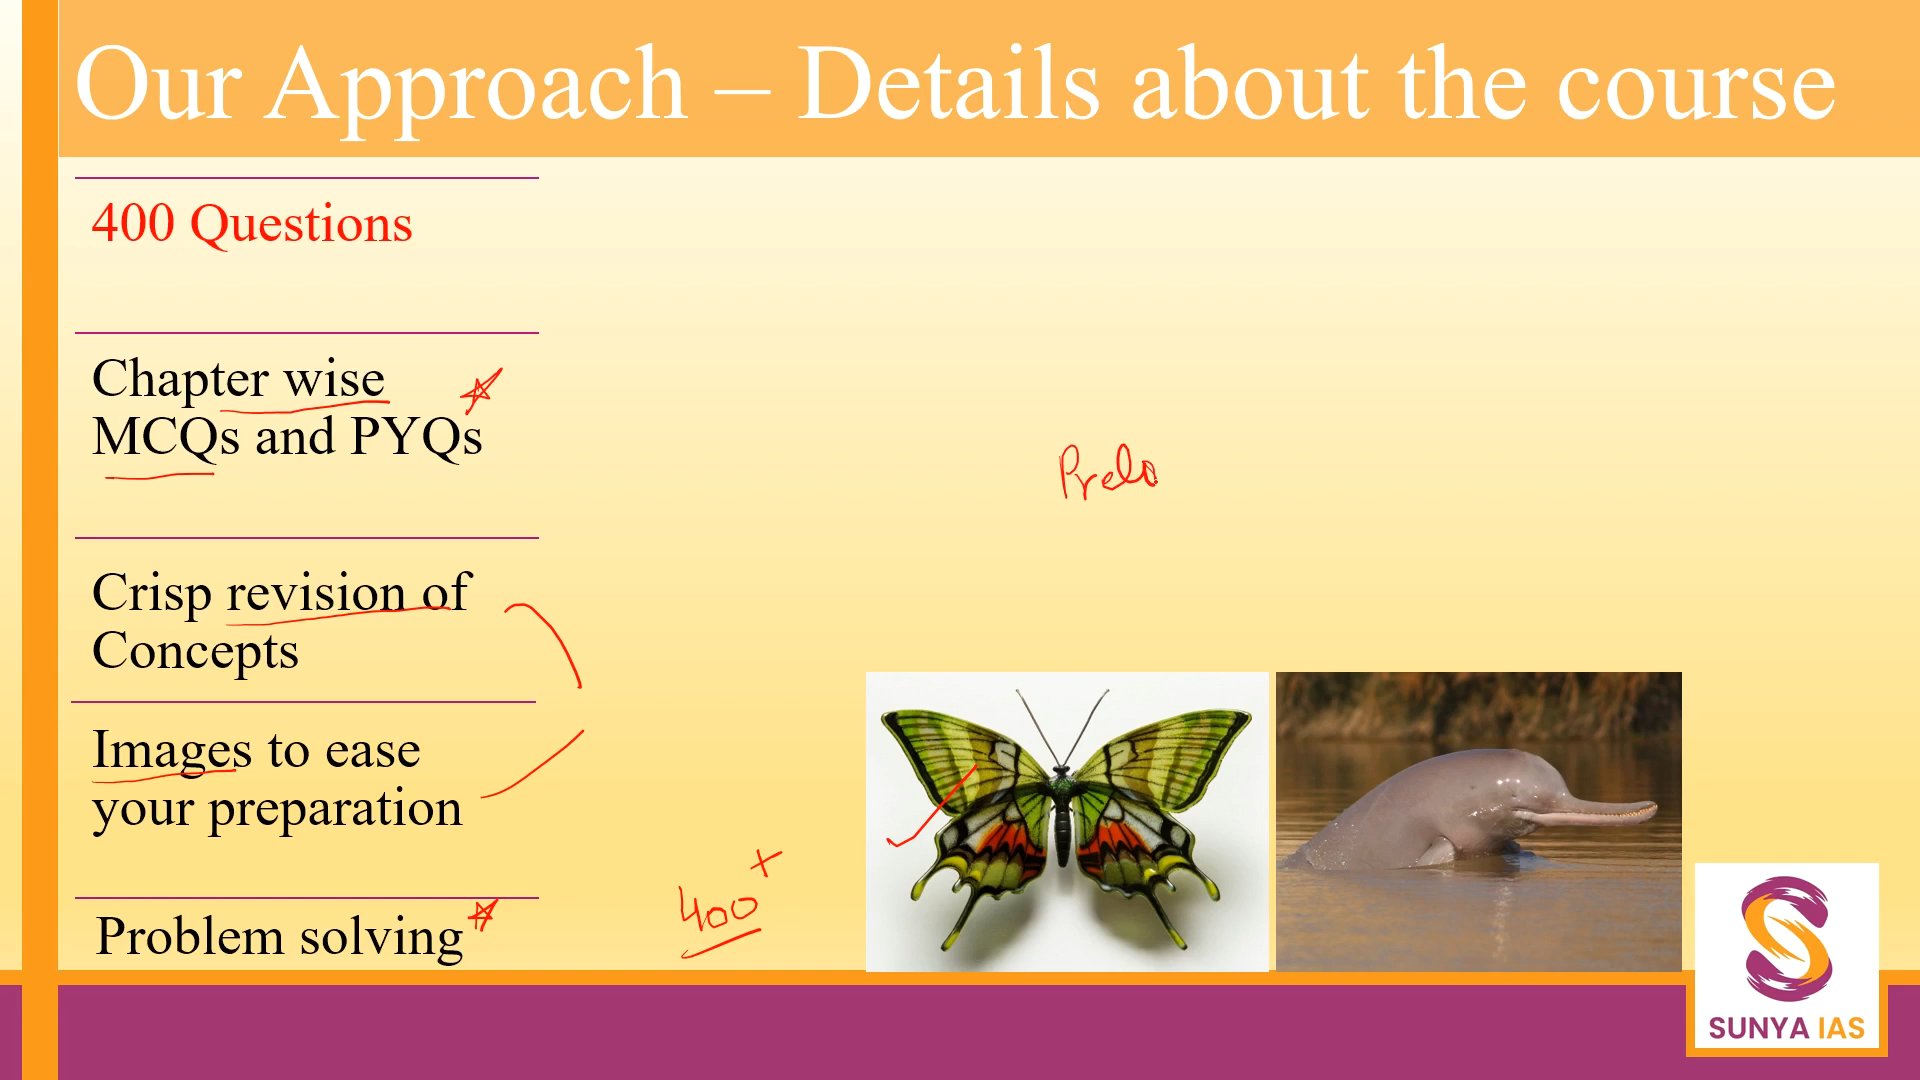 Our Approach – Details about the course
400 Questions
Chapter wise
MCQs and PYQs
Crisp revision of
Concepts
Images to ease
your preparation
Problem solving
400+
SUNYA IAS